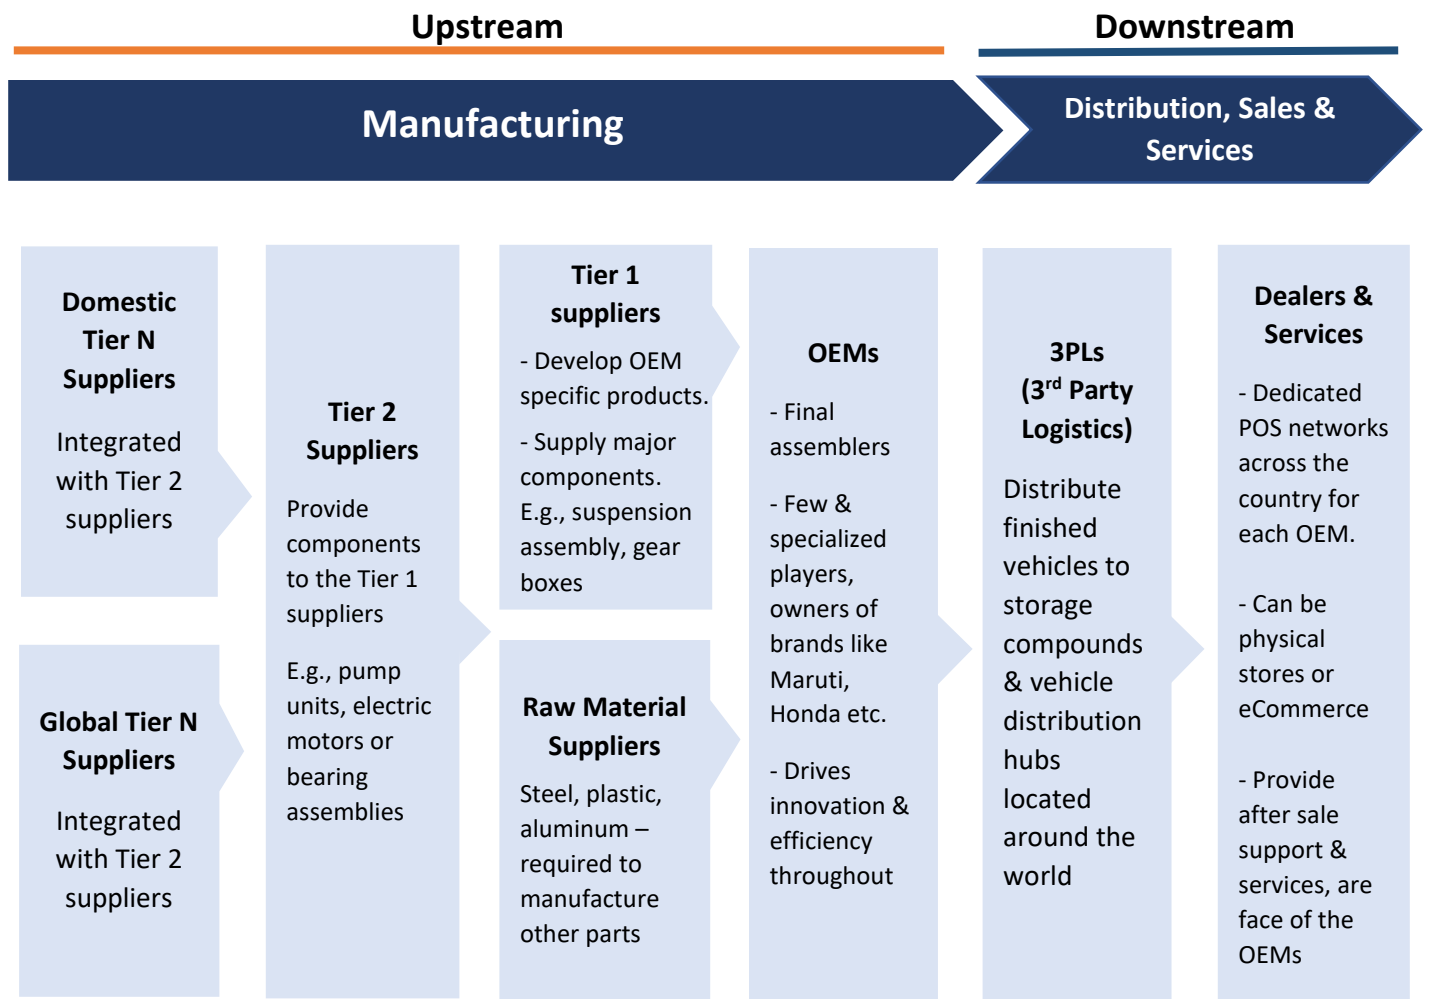 Upstream
Downstream
Manufacturing
Distribution, Sales &
Services
Domestic
Tier N
Suppliers
Integrated
with Tier 2
suppliers
Global Tier N
Suppliers
Integrated
with Tier 2
suppliers
Tier 2
Suppliers
Provide
components
to the Tier 1
suppliers
E.g., pump
units, electric
motors or
bearing
assemblies
Tier 1
suppliers
- Develop OEM
specific products.
- Supply major
components.
E.g., suspension
assembly, gear
boxes
Raw Material
Suppliers
Steel, plastic,
aluminum –
required to
manufacture
other parts
OEMs
- Final
assemblers
- Few &
specialized
players,
owners of
brands like
Maruti,
Honda etc.
- Drives
innovation &
efficiency
throughout
3PLs
(3rd Party
Logistics)
Distribute
finished
vehicles to
storage
compounds
& vehicle
distribution
hubs
located
around the
world
Dealers &
Services
- Dedicated
POS networks
across the
country for
each OEM.
- Can be
physical
stores or
eCommerce
- Provide
after sale
support &
services, are
face of the
OEMs